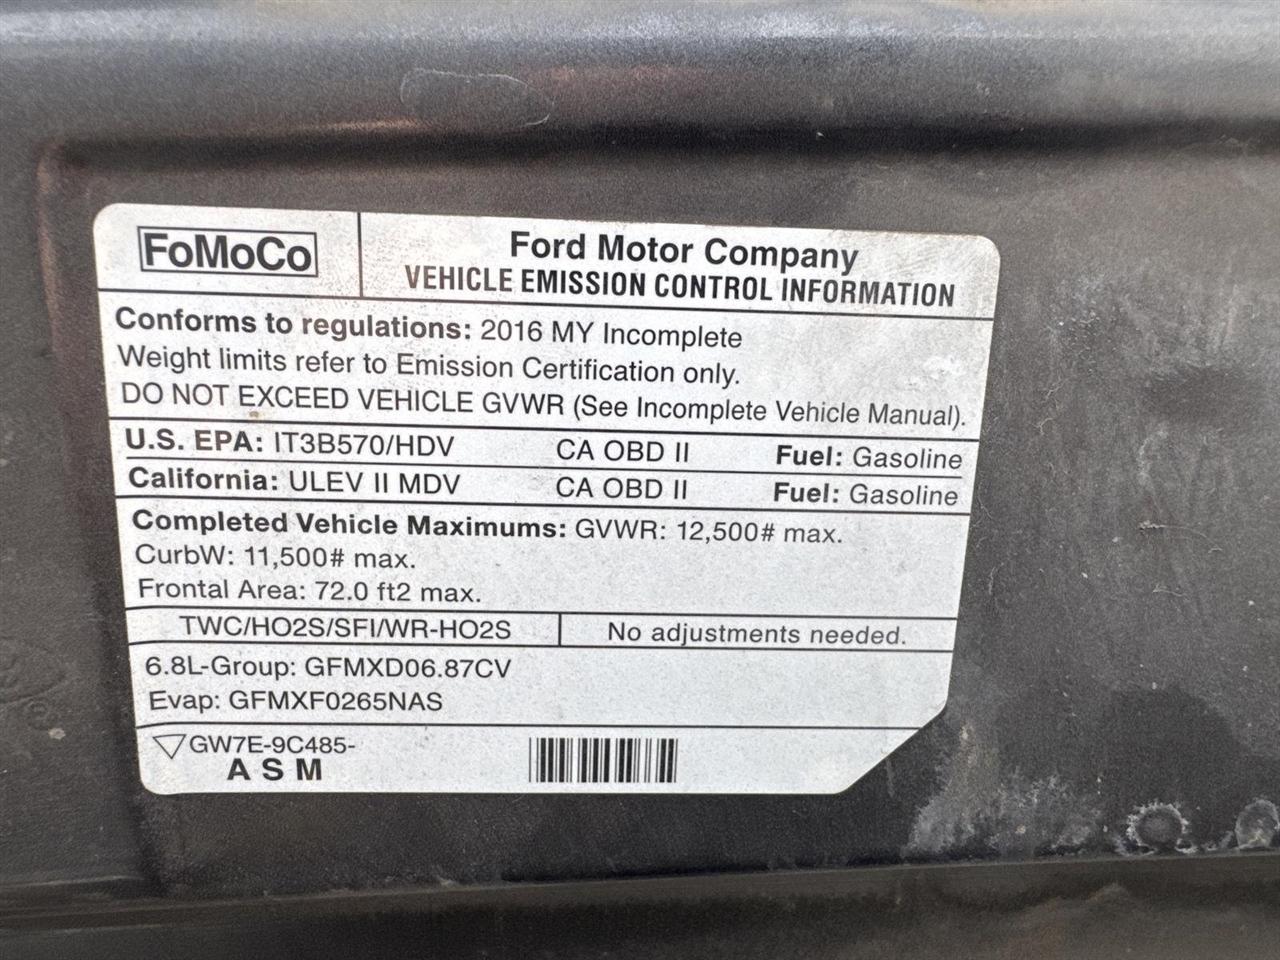 FoMoCo
Ford Motor Company
VEHICLE EMISSION CONTROL INFORMATION
Conforms to regulations: 2016 MY Incomplete
Weight limits refer to Emission Certification only.
DO NOT EXCEED VEHICLE GVWR (See Incomplete Vehicle Manual).
U.S. EPA: IT3B570/HDV CA OBD II Fuel: Gasoline
California: ULEV II MDV CA OBD II Fuel: Gasoline
Completed Vehicle Maximums: GVWR: 12,500# max.
CurbW: 11,500# max.
Frontal Area: 72.0 ft2 max.
TWC/HO2S/SFI/WR-HO2S No adjustments needed.
6.8L-Group: GFMXD06.87CV
Evap: GFMXF0265NAS
GW7E-9C485-
A S M